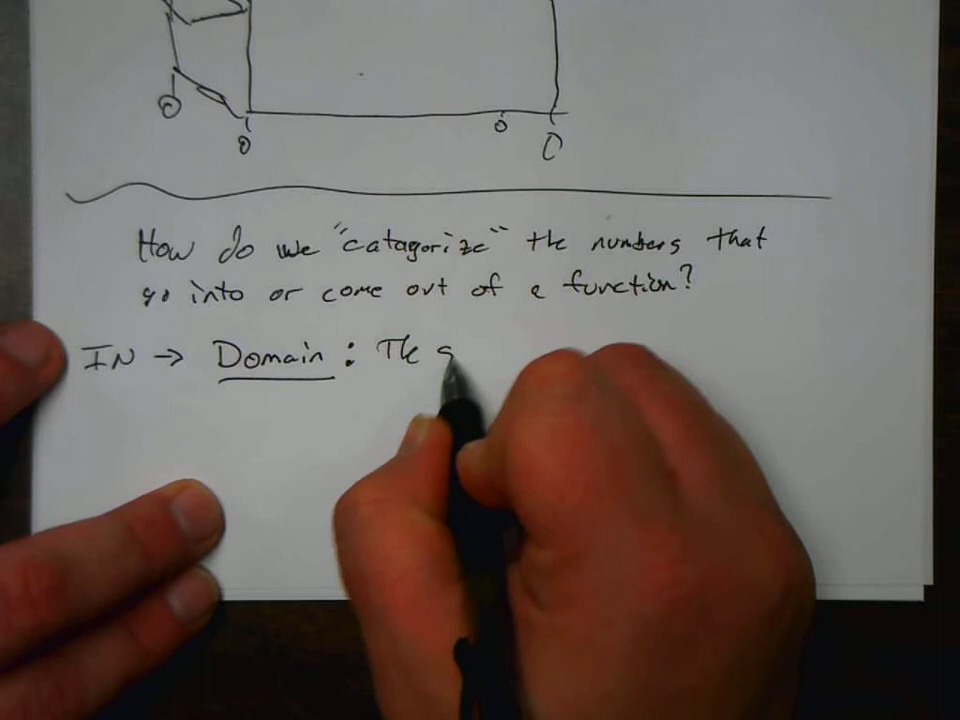 How do we "catagorize" the numbers that
go into or come out of a function?
IN → Domain : The